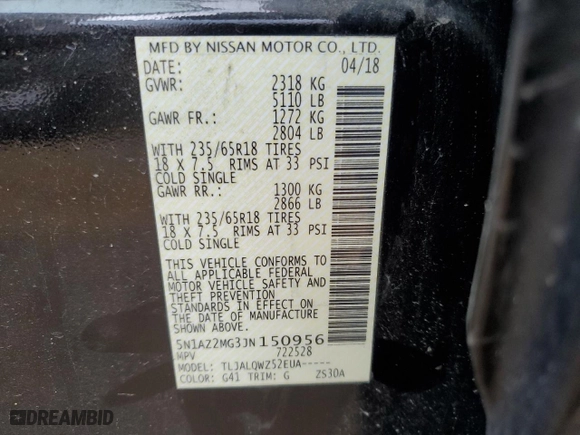 MFD BY NISSAN MOTOR CO., LTD.
DATE: 04/18
GVWR: 2318 KG
5110 LB
GAWR FR.: 1272 KG
2804 LB
WITH 235/65R18 TIRES
18 X 7.5 RIMS AT 33 PSI
COLD SINGLE
GAWR RR.: 1300 KG
2866 LB
WITH 235/65R18 TIRES
18 X 7.5 RIMS AT 33 PSI
COLD SINGLE
THIS VEHICLE CONFORMS TO
ALL APPLICABLE FEDERAL
MOTOR VEHICLE SAFETY AND
THEFT PREVENTION
STANDARDS IN EFFECT ON
THE DATE OF MANUFACTURE
SHOWN ABOVE.
5N1AZ2MG3JN150956
MPV 722528
MODEL: TLJALQWZ52EUA-----
COLOR: G41 TRIM: G ZS30A
DREAMBID